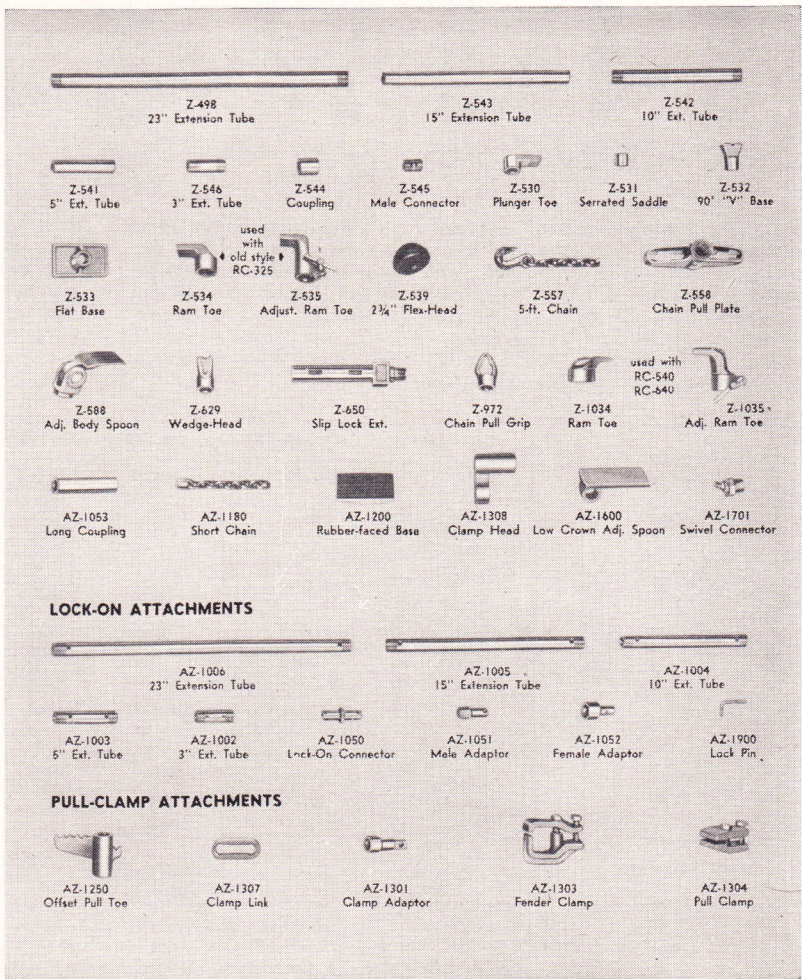 Z-498 Z-543 Z-542
23" Extension Tube 15" Extension Tube 10" Ext. Tube
Z-541 Z-546 Z-544 Z-545 Z-530 Z-531 Z-532
5" Ext. Tube 3" Ext. Tube Coupling Male Connector Plunger Toe Serrated Saddle 90° "V" Base
used
with
old style
RC-325
Z-533 Z-534 Z-535 Z-539 Z-557 Z-558
Flat Base Ram Toe Adjust. Ram Toe 2¾" Flex-Head 5-ft. Chain Chain Pull Plate
used with
RC-540
RC-640
Z-588 Z-629 Z-650 Z-972 Z-1034 Z-1035
Adj. Body Spoon Wedge-Head Slip Lock Ext. Chain Pull Grip Ram Toe Adj. Ram Toe
AZ-1053 AZ-1180 AZ-1200 AZ-1308 AZ-1600 AZ-1701
Long Coupling Short Chain Rubber-faced Base Clamp Head Low Crown Adj. Spoon Swivel Connector
LOCK-ON ATTACHMENTS
AZ-1006 AZ-1005 AZ-1004
23" Extension Tube 15" Extension Tube 10" Ext. Tube
AZ-1003 AZ-1002 AZ-1050 AZ-1051 AZ-1052 AZ-1900
5" Ext. Tube 3" Ext. Tube Lock-On Connector Male Adaptor Female Adaptor Lock Pin
PULL-CLAMP ATTACHMENTS
AZ-1250 AZ-1307 AZ-1301 AZ-1303 AZ-1304
Offset Pull Toe Clamp Link Clamp Adaptor Fender Clamp Pull Clamp